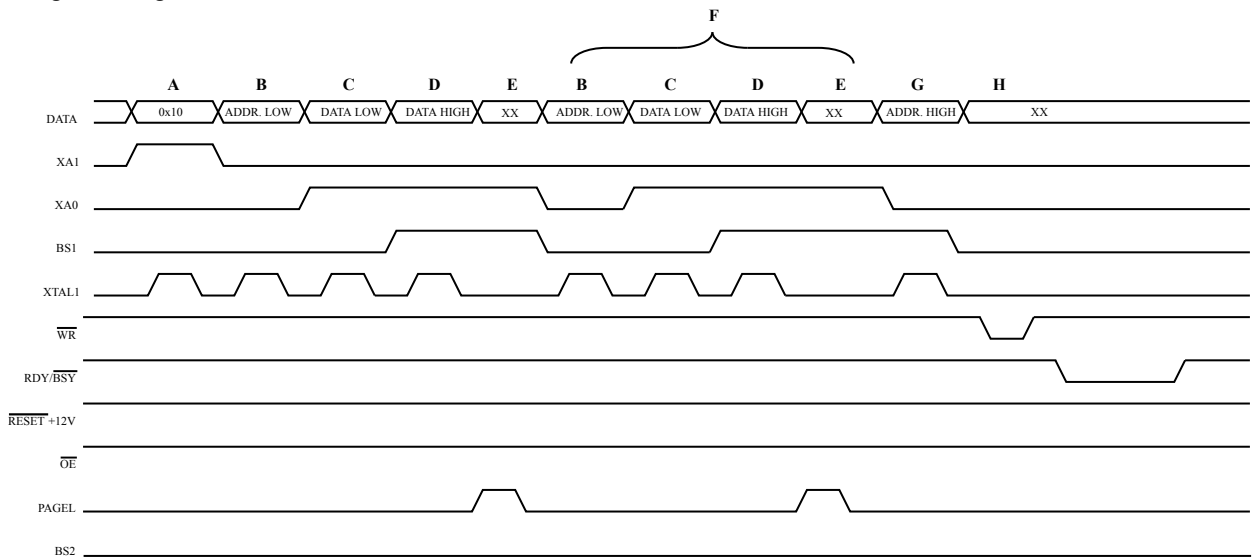 F
A B C D E B C D E G H
DATA 0x10 ADDR. LOW DATA LOW DATA HIGH XX ADDR. LOW DATA LOW DATA HIGH XX ADDR. HIGH XX
XA1
XA0
BS1
XTAL1
WR
RDY/BSY
RESET +12V
OE
PAGEL
BS2